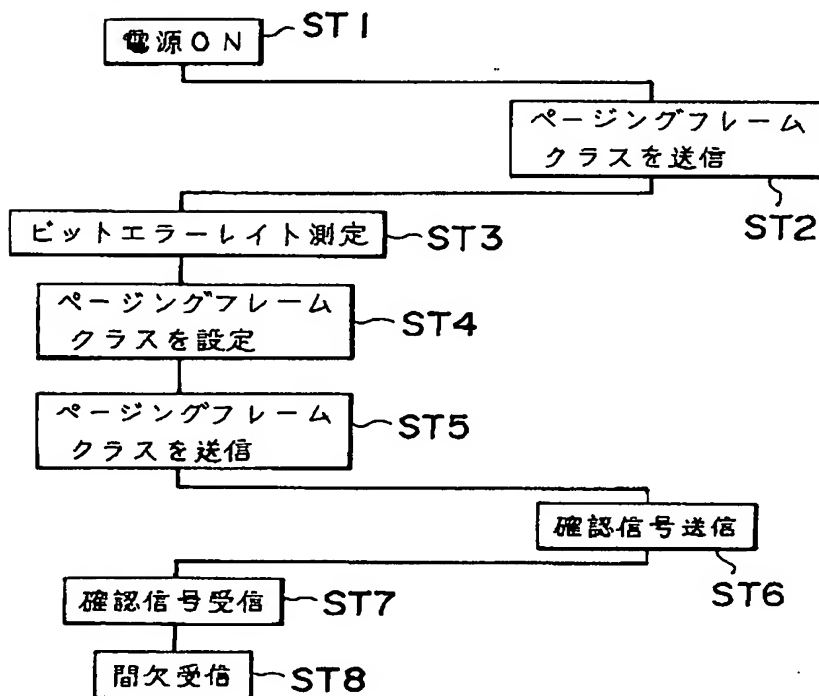 電源ON
ST1
ページングフレーム
クラスを送信
ST2
ビットエラーレイト測定
ST3
ページングフレーム
クラスを設定
ST4
ページングフレーム
クラスを送信
ST5
確認信号送信
ST6
確認信号受信
ST7
間欠受信
ST8